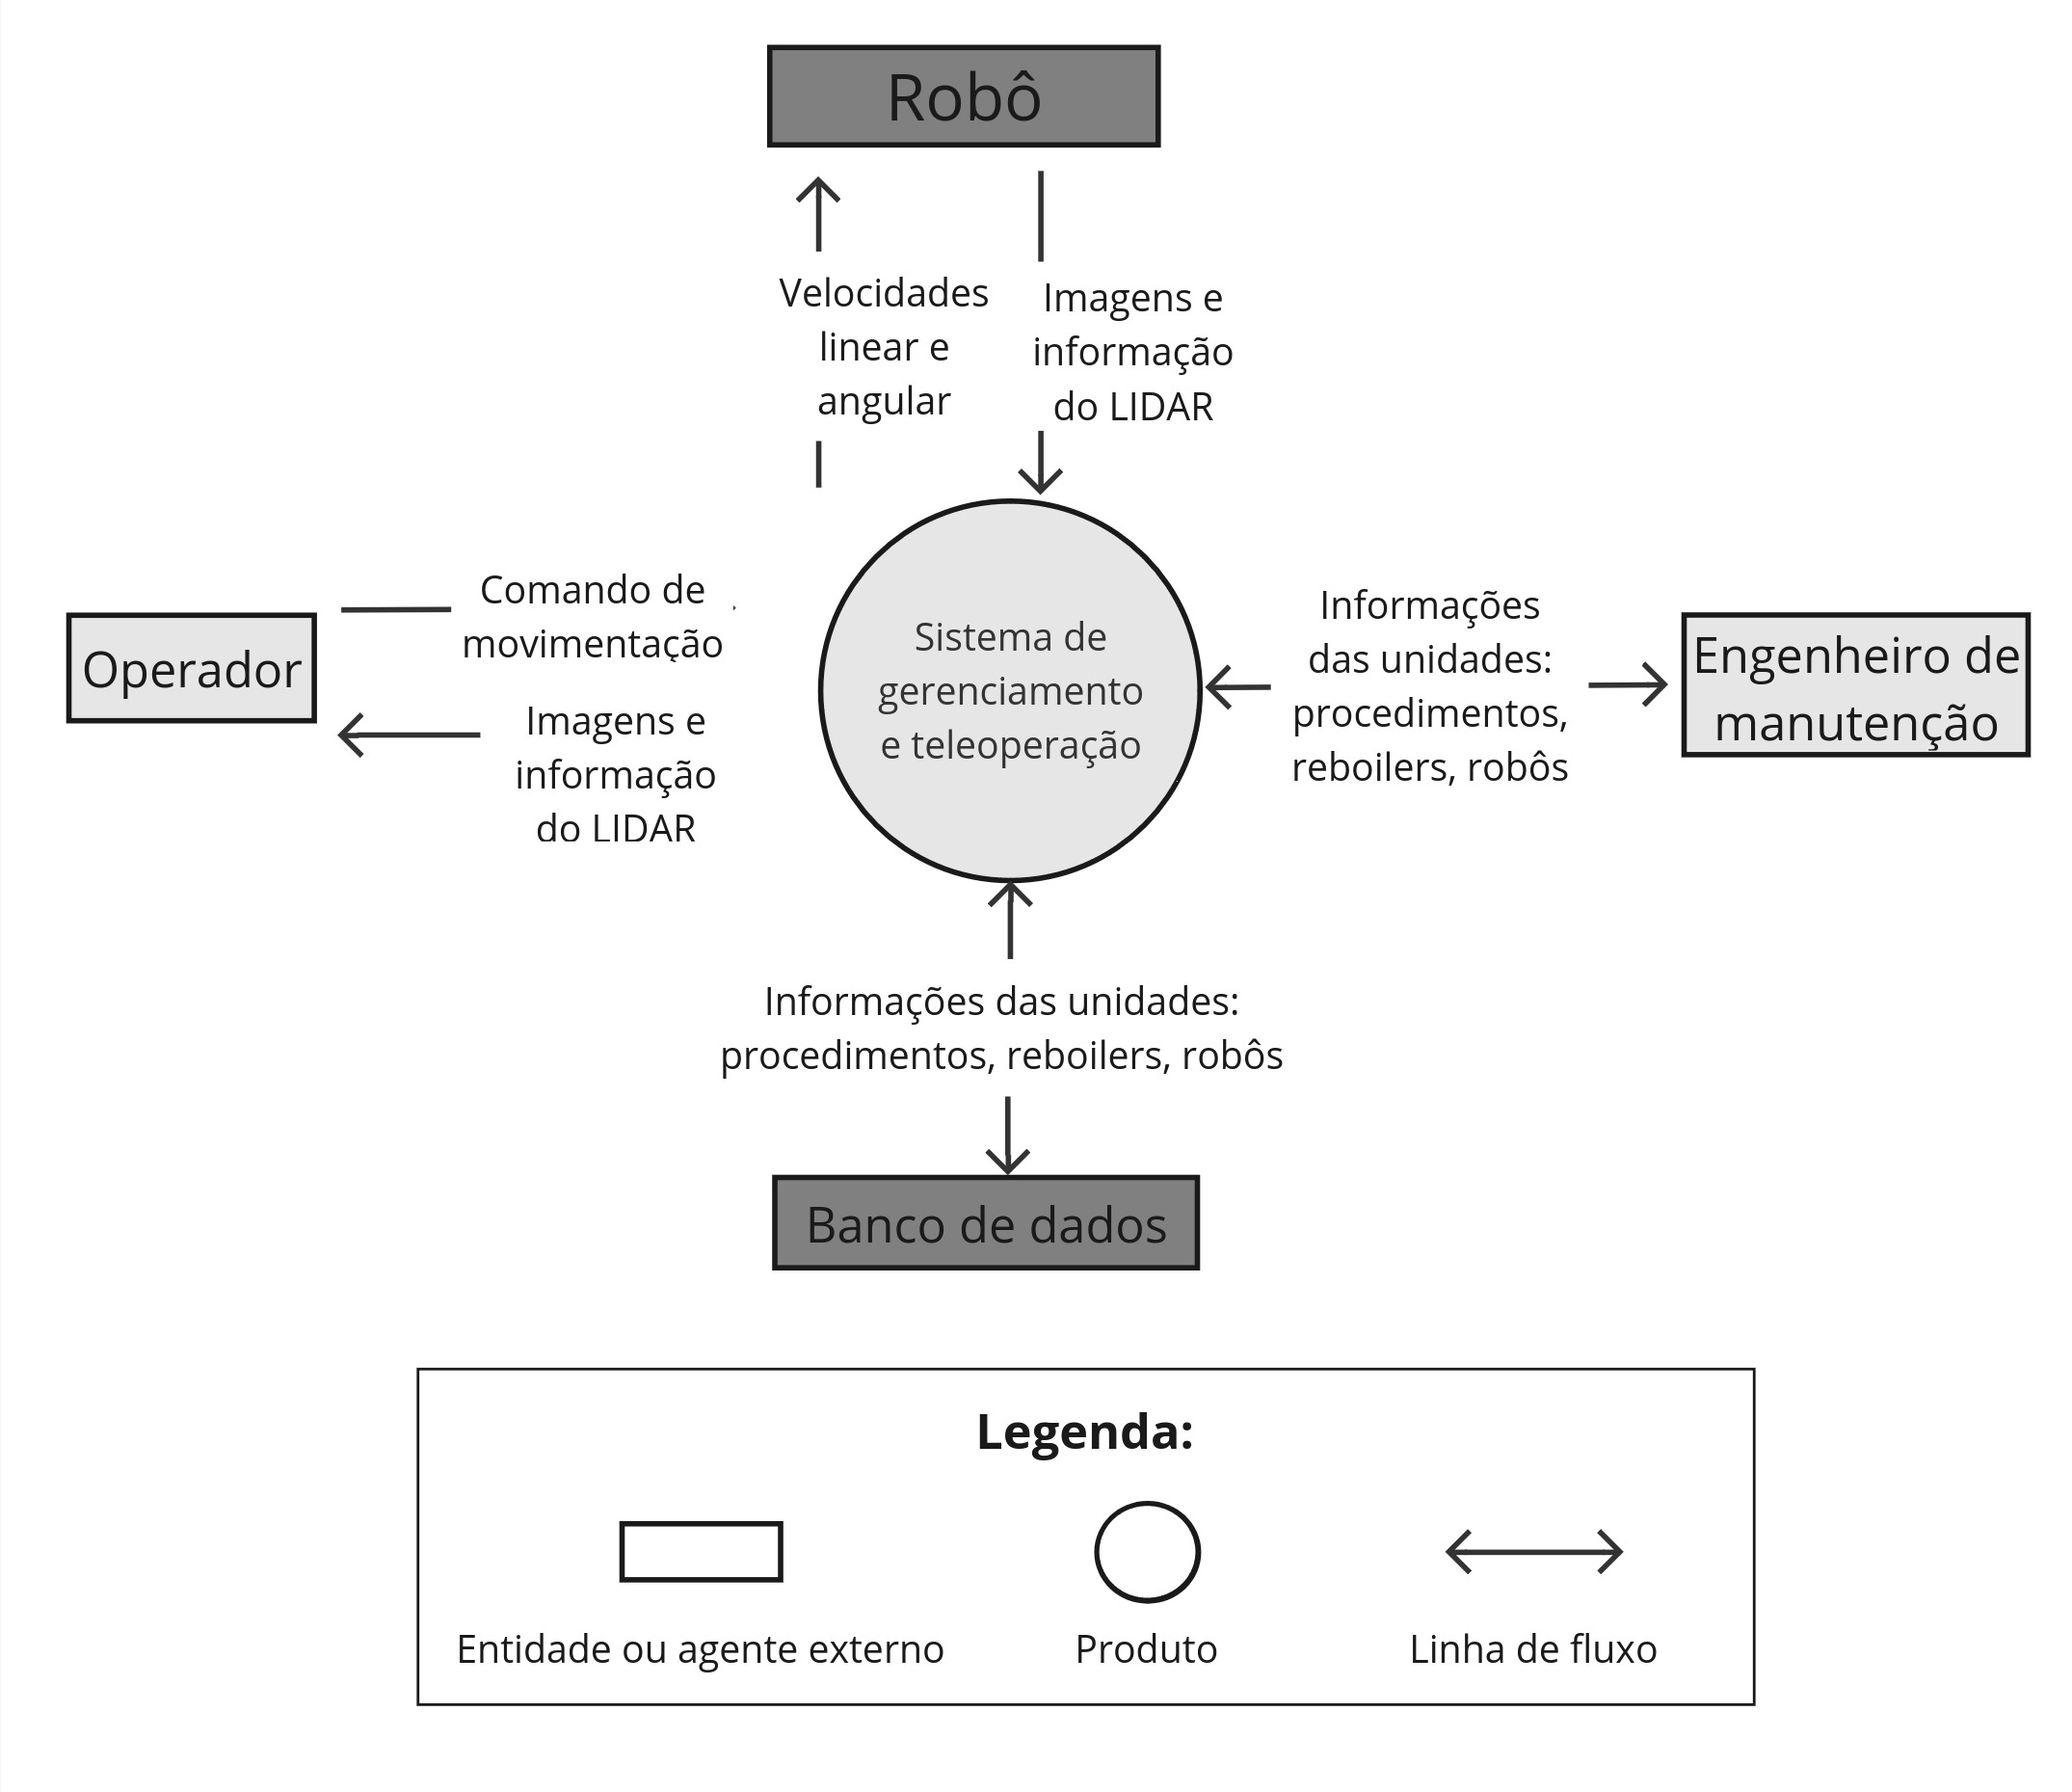 Robô
Velocidades
linear e
angular
Imagens e
informação
do LIDAR
Comando de
movimentação
Operador
Imagens e
informação
do LIDAR
Sistema de
gerenciamento
e teleoperação
Informações
das unidades:
procedimentos,
reboilers, robôs
Engenheiro de
manutenção
Informações das unidades:
procedimentos, reboilers, robôs
Banco de dados
Legenda:
Entidade ou agente externo
Produto
Linha de fluxo